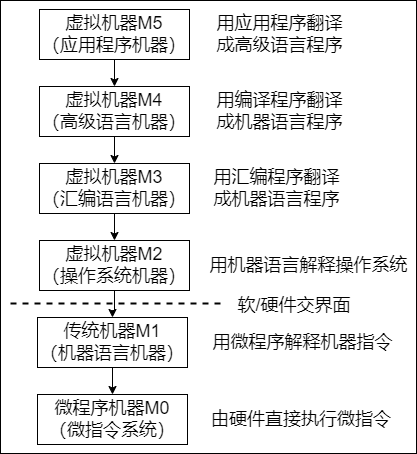 虚拟机器M5
(应用程序机器)
用应用程序翻译
成高级语言程序
虚拟机器M4
(高级语言机器)
用编译程序翻译
成机器语言程序
虚拟机器M3
(汇编语言机器)
用汇编程序翻译
成机器语言程序
虚拟机器M2
(操作系统机器)
用机器语言解释操作系统
软/硬件交界面
传统机器M1
(机器语言机器)
用微程序解释机器指令
微程序机器M0
(微指令系统)
由硬件直接执行微指令